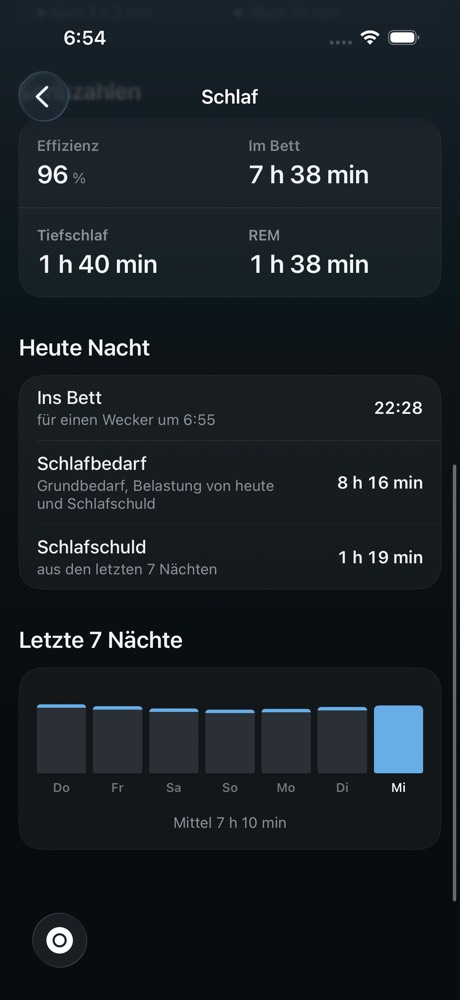 6:54
Schlaf
Effizienz
96 %
Im Bett
7 h 38 min
Tiefschlaf
1 h 40 min
REM
1 h 38 min
Heute Nacht
Ins Bett
für einen Wecker um 6:55
22:28
Schlafbedarf
Grundbedarf, Belastung von heute
und Schlafschuld
8 h 16 min
Schlafschuld
aus den letzten 7 Nächten
1 h 19 min
Letzte 7 Nächte
Do Fr Sa So Mo Di Mi
Mittel 7 h 10 min